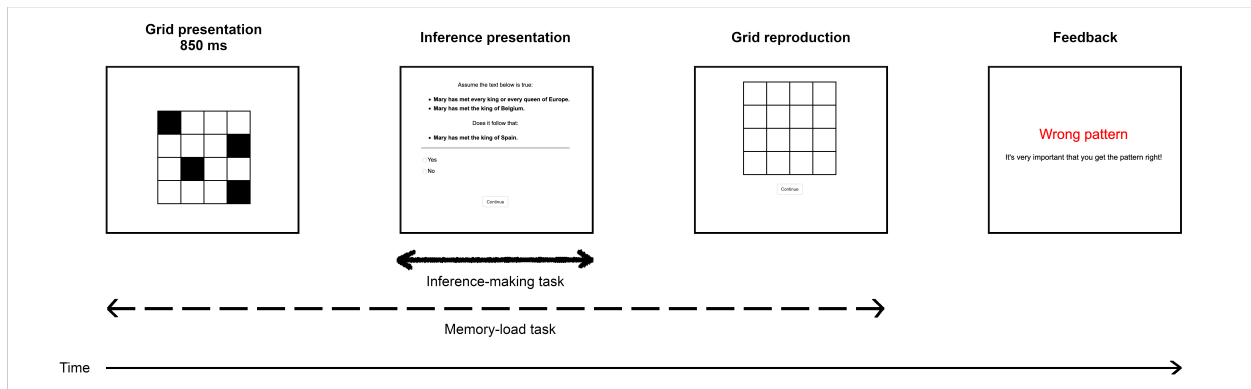 Grid presentation
850 ms
Inference presentation
Grid reproduction
Feedback
Assume the text below is true:
• Mary has met every king or every queen of Europe.
• Mary has met the king of Belgium.
Does it follow that:
• Mary has met the king of Spain.
Yes
No
Continue
Continue
Wrong pattern
It's very important that you get the pattern right!
Inference-making task
Memory-load task
Time